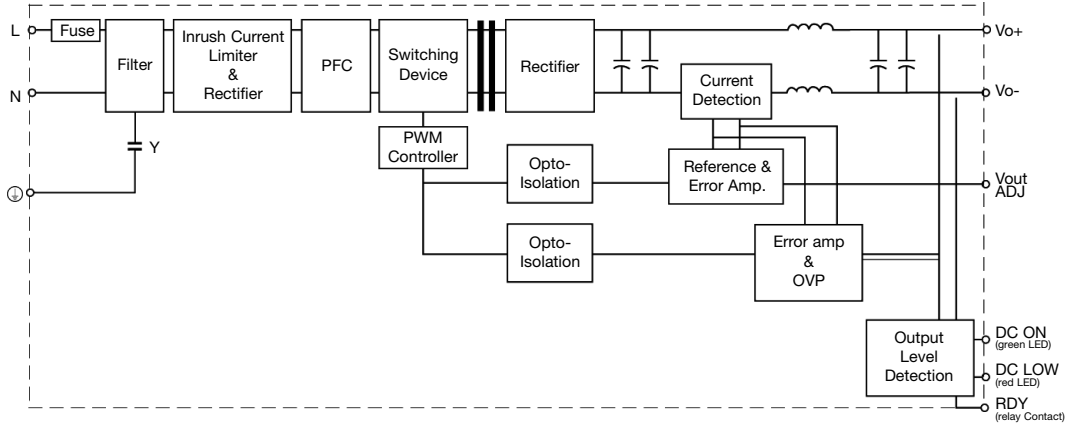 L
Fuse
Filter
Inrush Current
Limiter
&
Rectifier
PFC
Switching
Device
Rectifier
Current
Detection
Vo+
N
Vo-
Y
PWM
Controller
Opto-
Isolation
Reference &
Error Amp.
Vout
ADJ
Opto-
Isolation
Error amp
&
OVP
Output
Level
Detection
DC ON
(green LED)
DC LOW
(red LED)
RDY
(relay Contact)